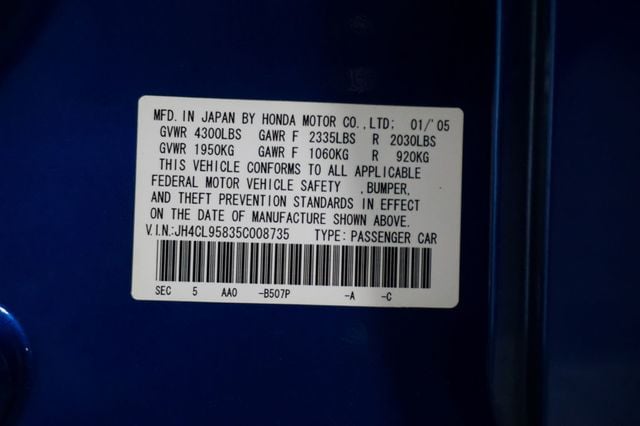 MFD. IN JAPAN BY HONDA MOTOR CO., LTD: 01/'05
GVWR 4300LBS GAWR F 2335LBS R 2030LBS
GVWR 1950KG GAWR F 1060KG R 920KG
THIS VEHICLE CONFORMS TO ALL APPLICABLE
FEDERAL MOTOR VEHICLE SAFETY , BUMPER,
AND THEFT PREVENTION STANDARDS IN EFFECT
ON THE DATE OF MANUFACTURE SHOWN ABOVE.
V.I.N.:JH4CL95835C008735 TYPE: PASSENGER CAR
SEC 5 AA0 -B507P -A -C